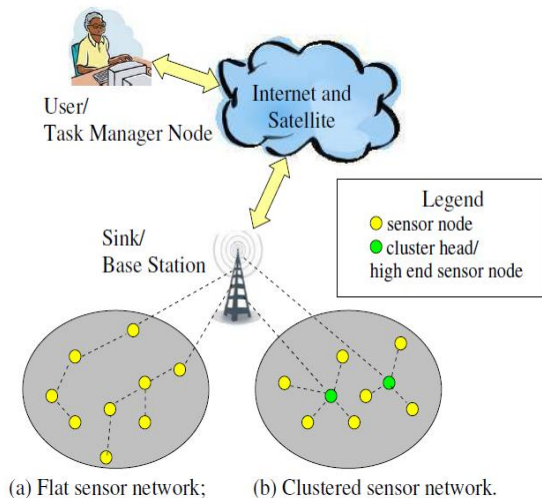 User/
Task Manager Node
Internet and
Satellite
Sink/
Base Station
Legend
sensor node
cluster head/
high end sensor node
(a) Flat sensor network;
(b) Clustered sensor network.